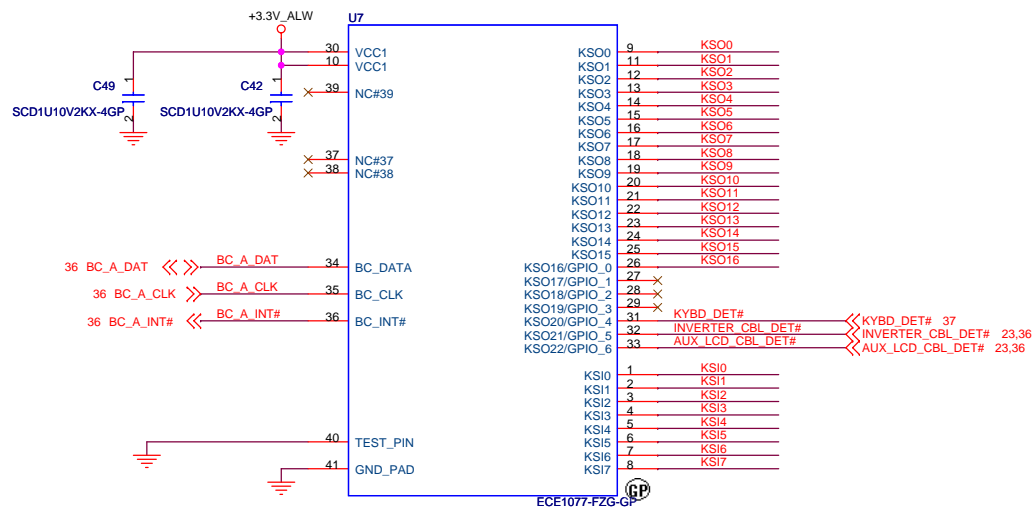 +3.3V_ALW
U7
30 VCC1
10 VCC1
39 NC#39
37 NC#37
38 NC#38
C49
1
2
SCD1U10V2KX-4GP
C42
1
2
SCD1U10V2KX-4GP
36 BC_A_DAT BC_A_DAT 34 BC_DATA
36 BC_A_CLK BC_A_CLK 35 BC_CLK
36 BC_A_INT# BC_A_INT# 36 BC_INT#
40 TEST_PIN
41 GND_PAD
KSO0 9 KSO0
KSO1 11 KSO1
KSO2 12 KSO2
KSO3 13 KSO3
KSO4 14 KSO4
KSO5 15 KSO5
KSO6 16 KSO6
KSO7 17 KSO7
KSO8 18 KSO8
KSO9 19 KSO9
KSO10 20 KSO10
KSO11 21 KSO11
KSO12 22 KSO12
KSO13 23 KSO13
KSO14 24 KSO14
KSO15 25 KSO15
KSO16/GPIO_0 26 KSO16
KSO17/GPIO_1 27
KSO18/GPIO_2 28
KSO19/GPIO_3 29
KSO20/GPIO_4 31 KYBD_DET# KYBD_DET# 37
KSO21/GPIO_5 32 INVERTER_CBL_DET# INVERTER_CBL_DET# 23,36
KSO22/GPIO_6 33 AUX_LCD_CBL_DET# AUX_LCD_CBL_DET# 23,36
KSI0 1 KSI0
KSI1 2 KSI1
KSI2 3 KSI2
KSI3 4 KSI3
KSI4 5 KSI4
KSI5 6 KSI5
KSI6 7 KSI6
KSI7 8 KSI7
GP
ECE1077-FZG-GP